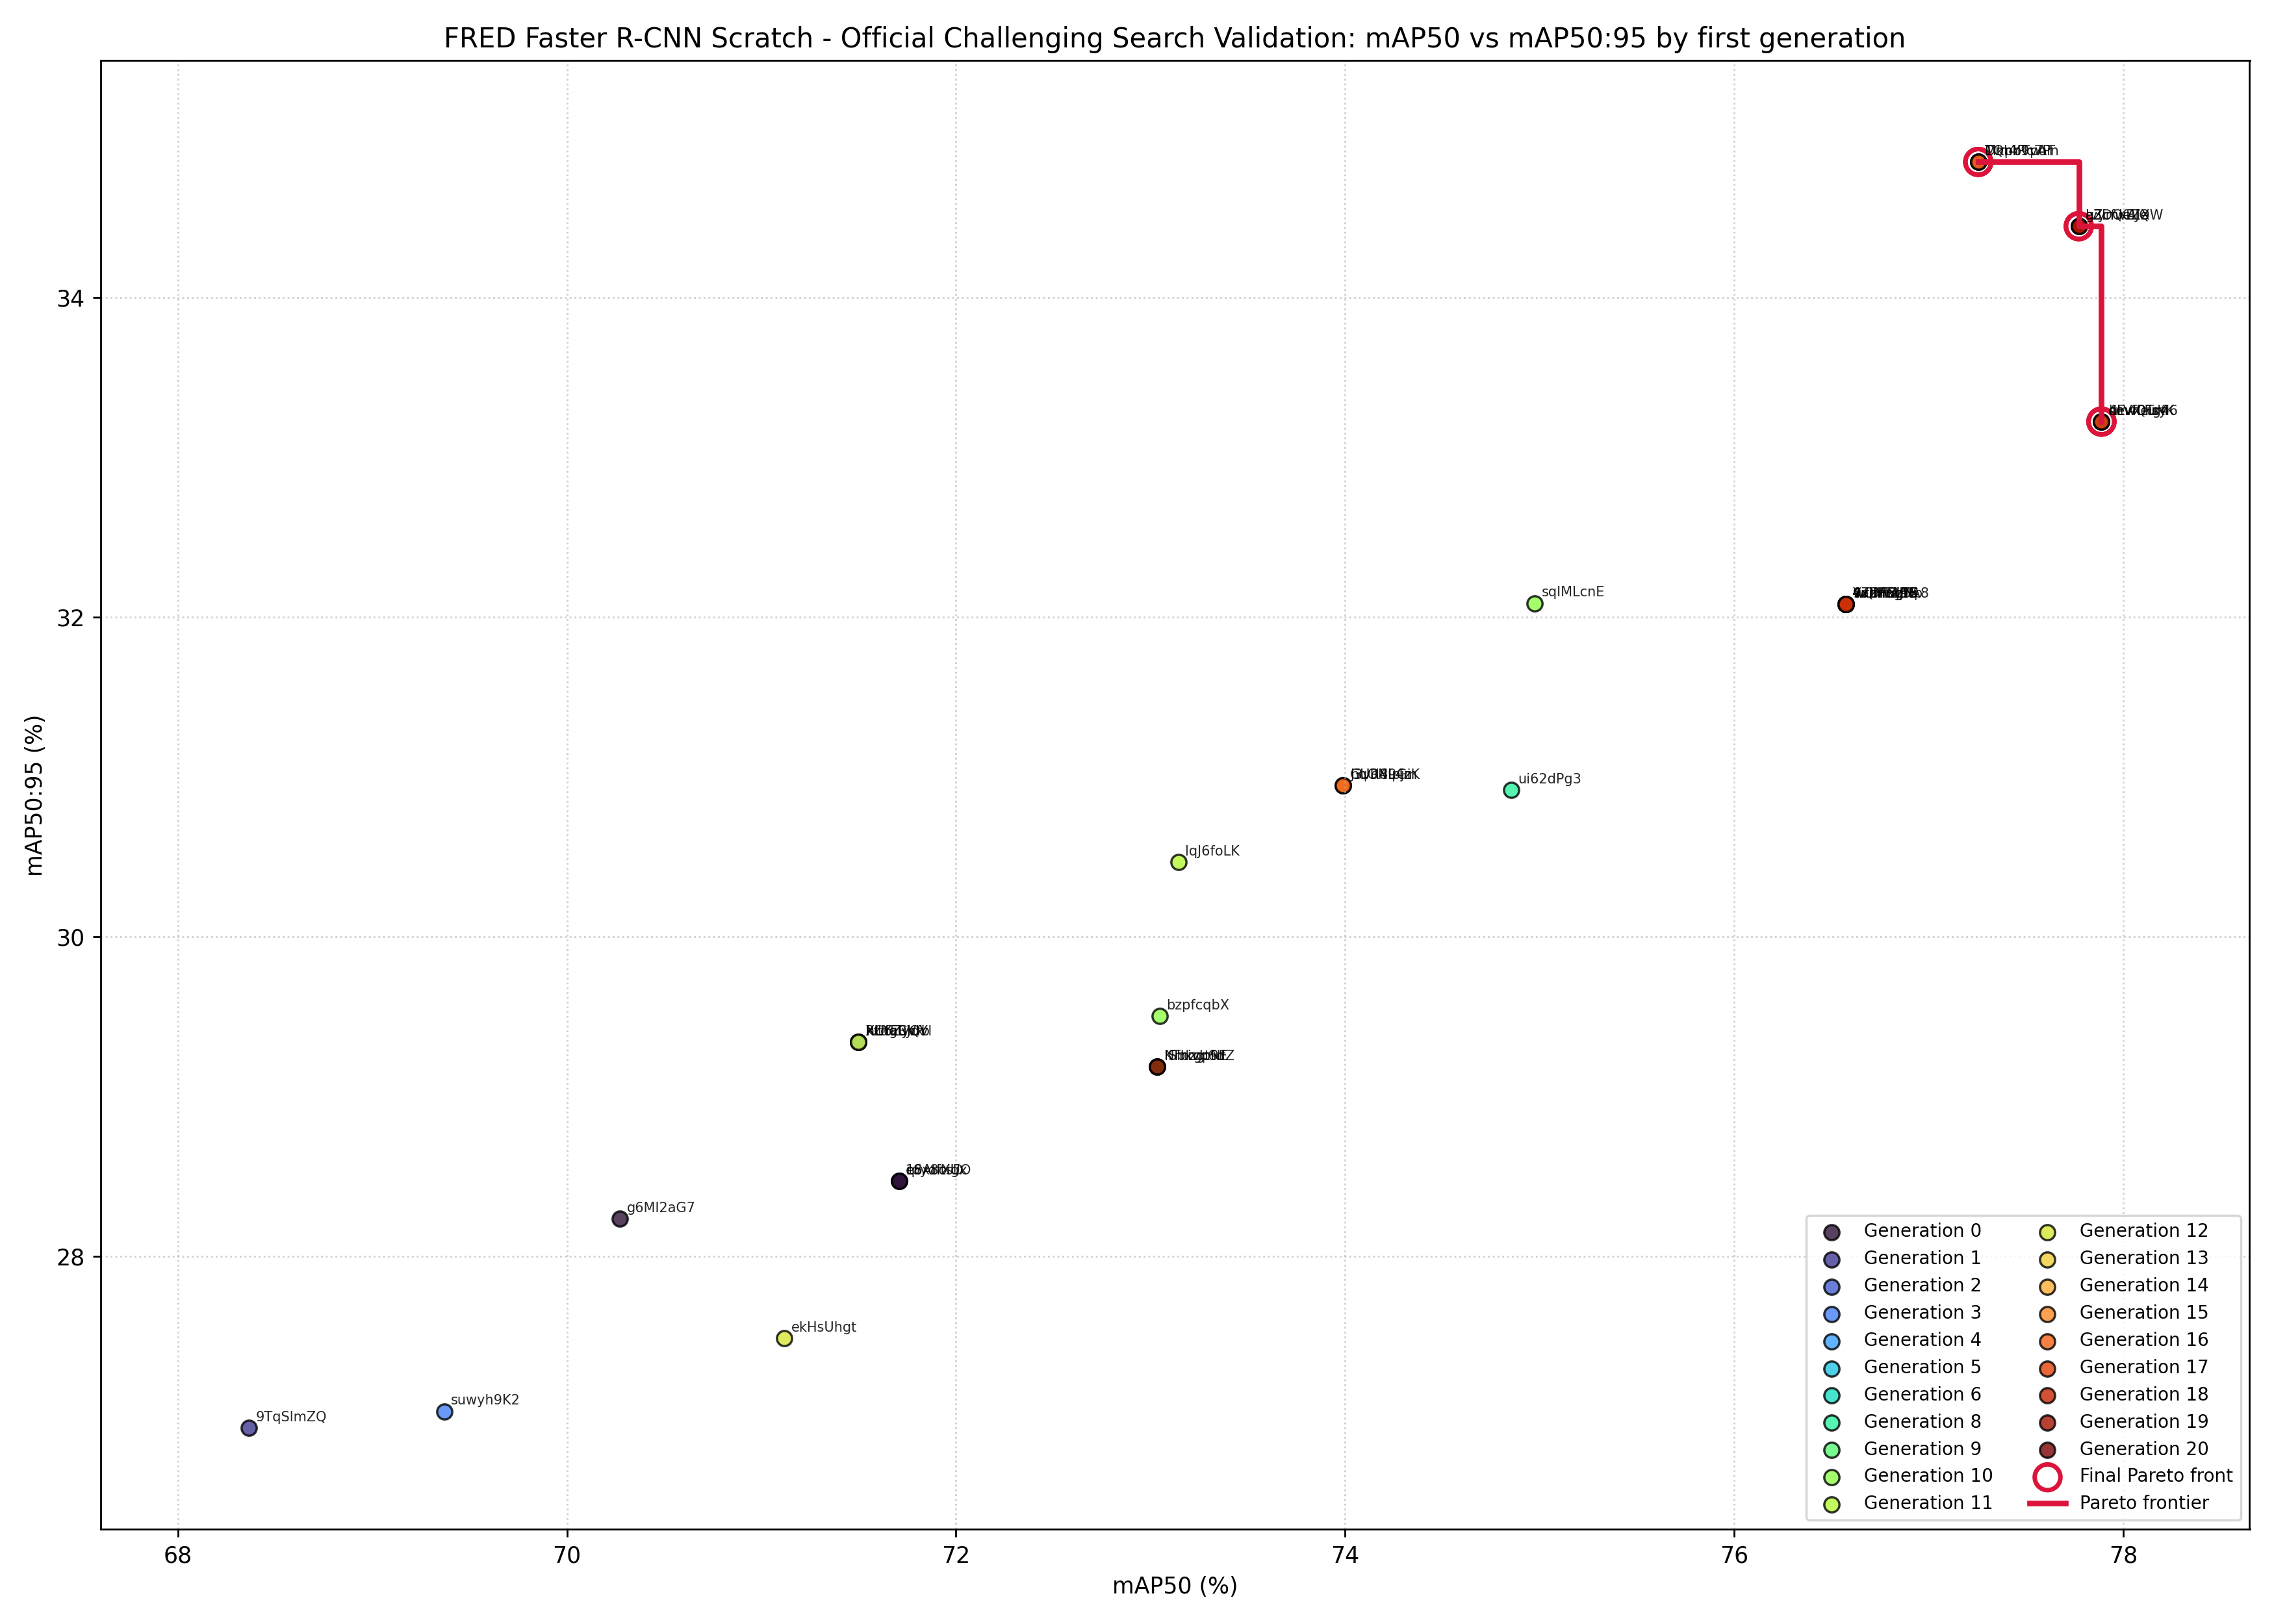 FRED Faster R-CNN Scratch - Official Challenging Search Validation: mAP50 vs mAP50:95 by first generation
34
32
30
28
mAP50:95 (%)
sqIMLcnE
ui62dPg3
IqJ6foLK
bzpfcqbX
g6MI2aG7
ekHsUhgt
suwyh9K2
9TqSImZQ
Generation 0
Generation 1
Generation 2
Generation 3
Generation 4
Generation 5
Generation 6
Generation 8
Generation 9
Generation 10
Generation 11
Generation 12
Generation 13
Generation 14
Generation 15
Generation 16
Generation 17
Generation 18
Generation 19
Generation 20
Final Pareto front
Pareto frontier
68
70
72
74
76
78
mAP50 (%)